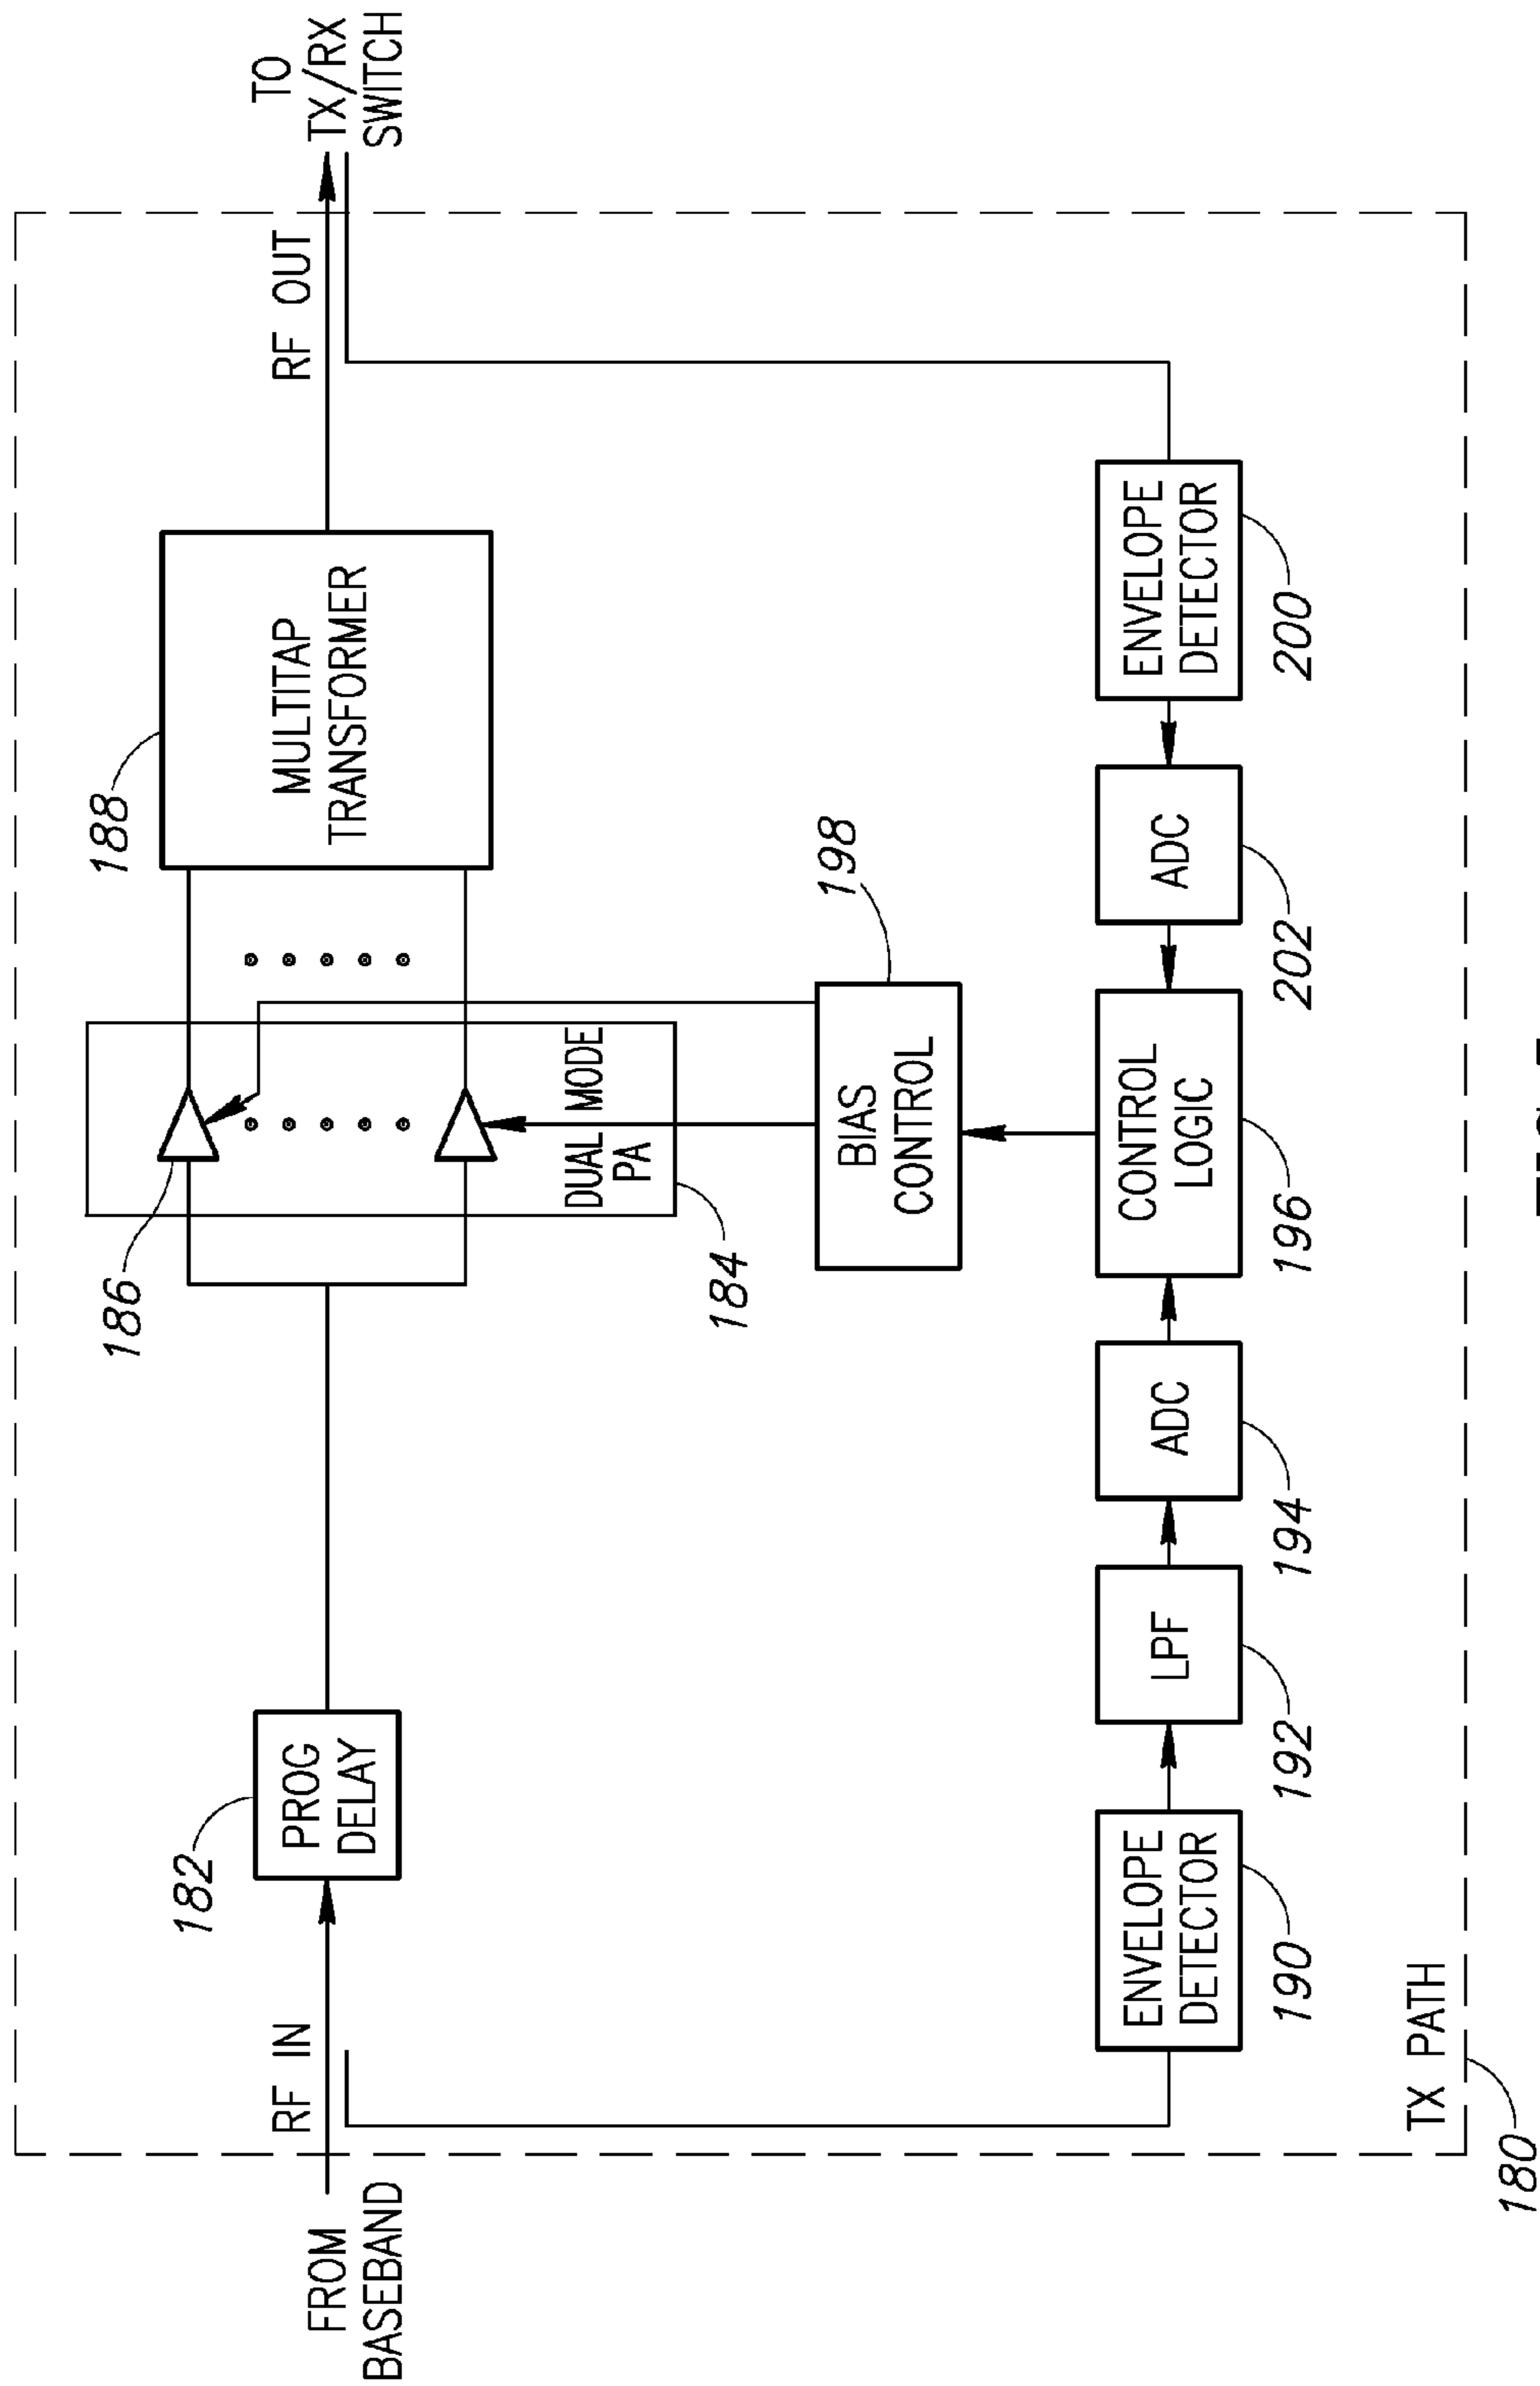 FROM
BASEBAND
RF IN
182
PROG
DELAY
186
DUAL MODE
PA
184
188
MULTITAP
TRANSFORMER
RF OUT
TO
TX/RX
SWITCH
198
BIAS
CONTROL
ENVELOPE
DETECTOR
190
LPF
192
ADC
194
CONTROL
LOGIC
196
ADC
202
ENVELOPE
DETECTOR
200
TX PATH
180